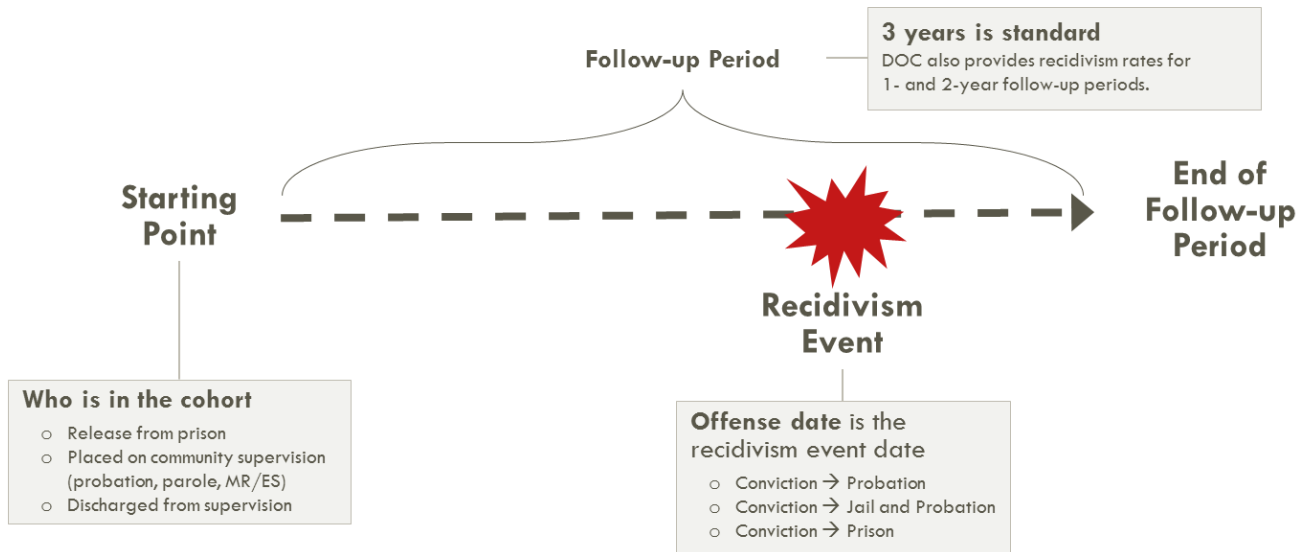 3 years is standard
DOC also provides recidivism rates for
1- and 2-year follow-up periods.
Follow-up Period
Starting
Point
End of
Follow-up
Period
Recidivism
Event
Who is in the cohort
o Release from prison
o Placed on community supervision
(probation, parole, MR/ES)
o Discharged from supervision
Offense date is the
recidivism event date
o Conviction → Probation
o Conviction → Jail and Probation
o Conviction → Prison